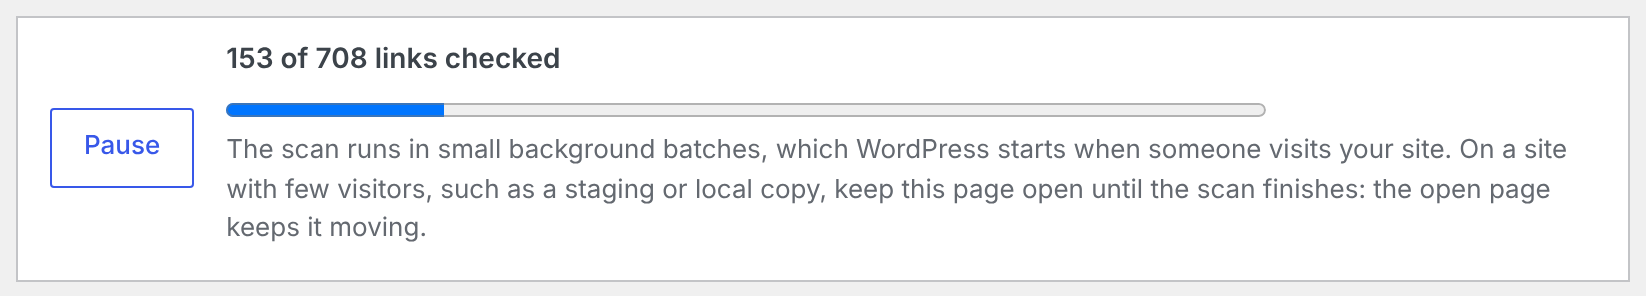 153 of 708 links checked
Pause
The scan runs in small background batches, which WordPress starts when someone visits your site. On a site
with few visitors, such as a staging or local copy, keep this page open until the scan finishes: the open page
keeps it moving.